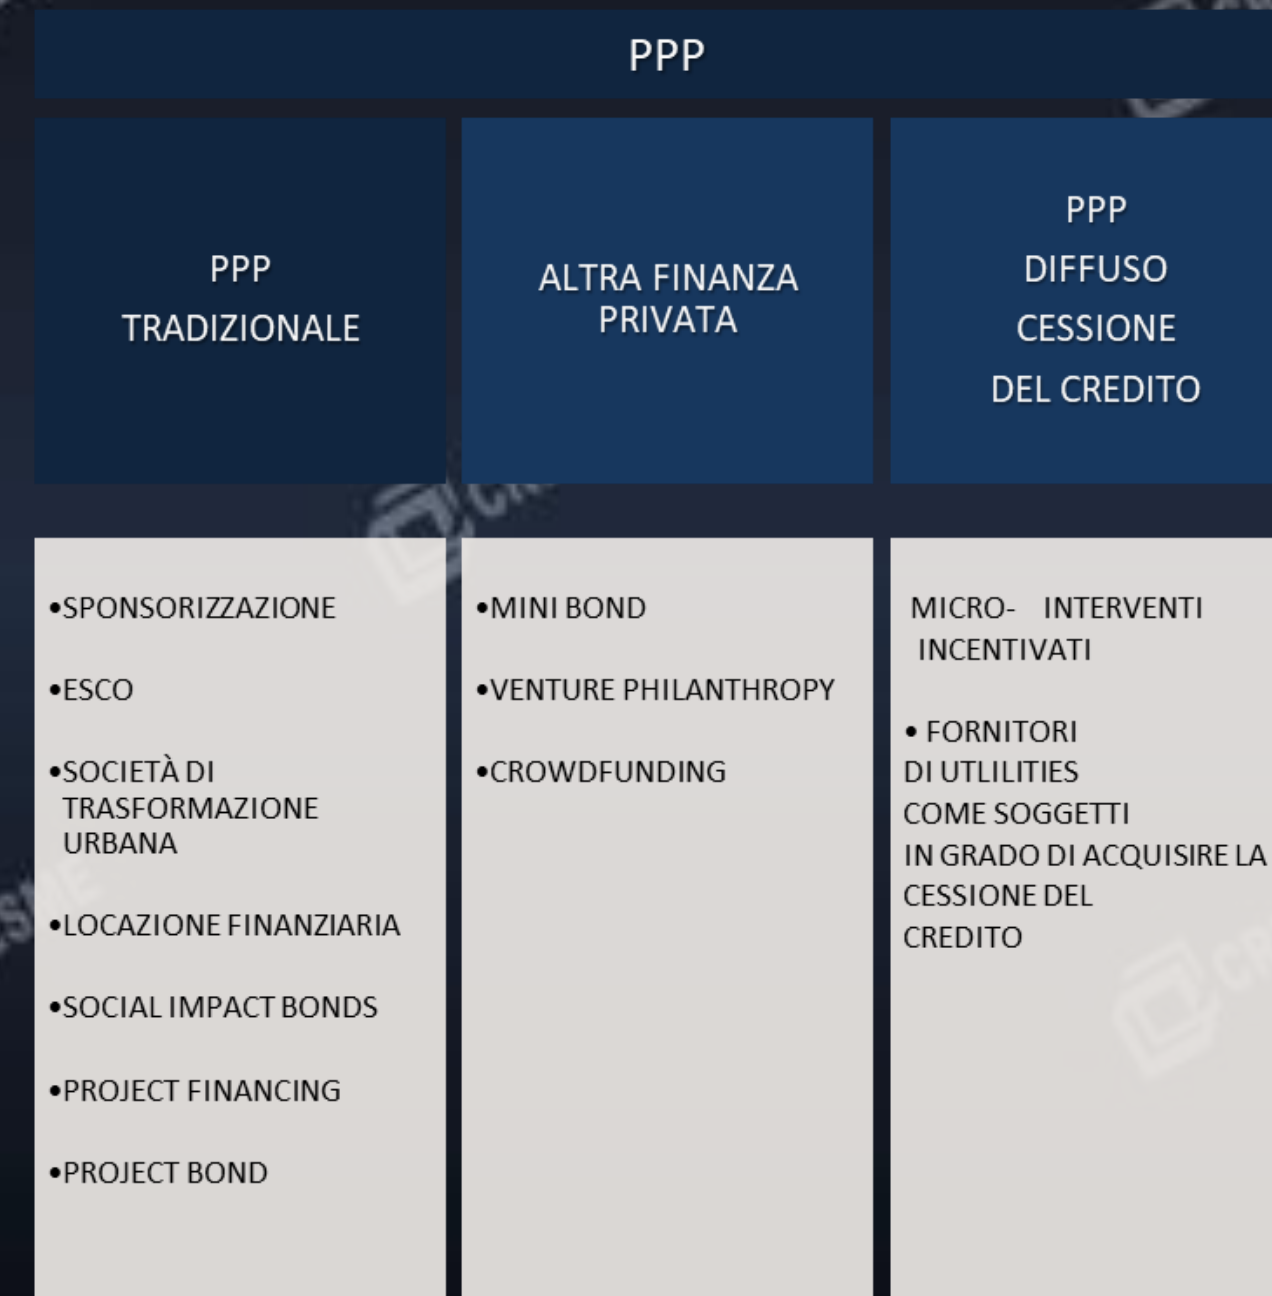 PPP
PPP
TRADIZIONALE
ALTRA FINANZA
PRIVATA
PPP
DIFFUSO
CESSIONE
DEL CREDITO
•SPONSORIZZAZIONE
•ESCO
•SOCIETÀ DI
TRASFORMAZIONE
URBANA
•LOCAZIONE FINANZIARIA
•SOCIAL IMPACT BONDS
•PROJECT FINANCING
•PROJECT BOND
•MINI BOND
•VENTURE PHILANTHROPY
•CROWDFUNDING
MICRO- INTERVENTI
INCENTIVATI
• FORNITORI
DI UTLILITIES
COME SOGGETTI
IN GRADO DI ACQUISIRE LA
CESSIONE DEL
CREDITO